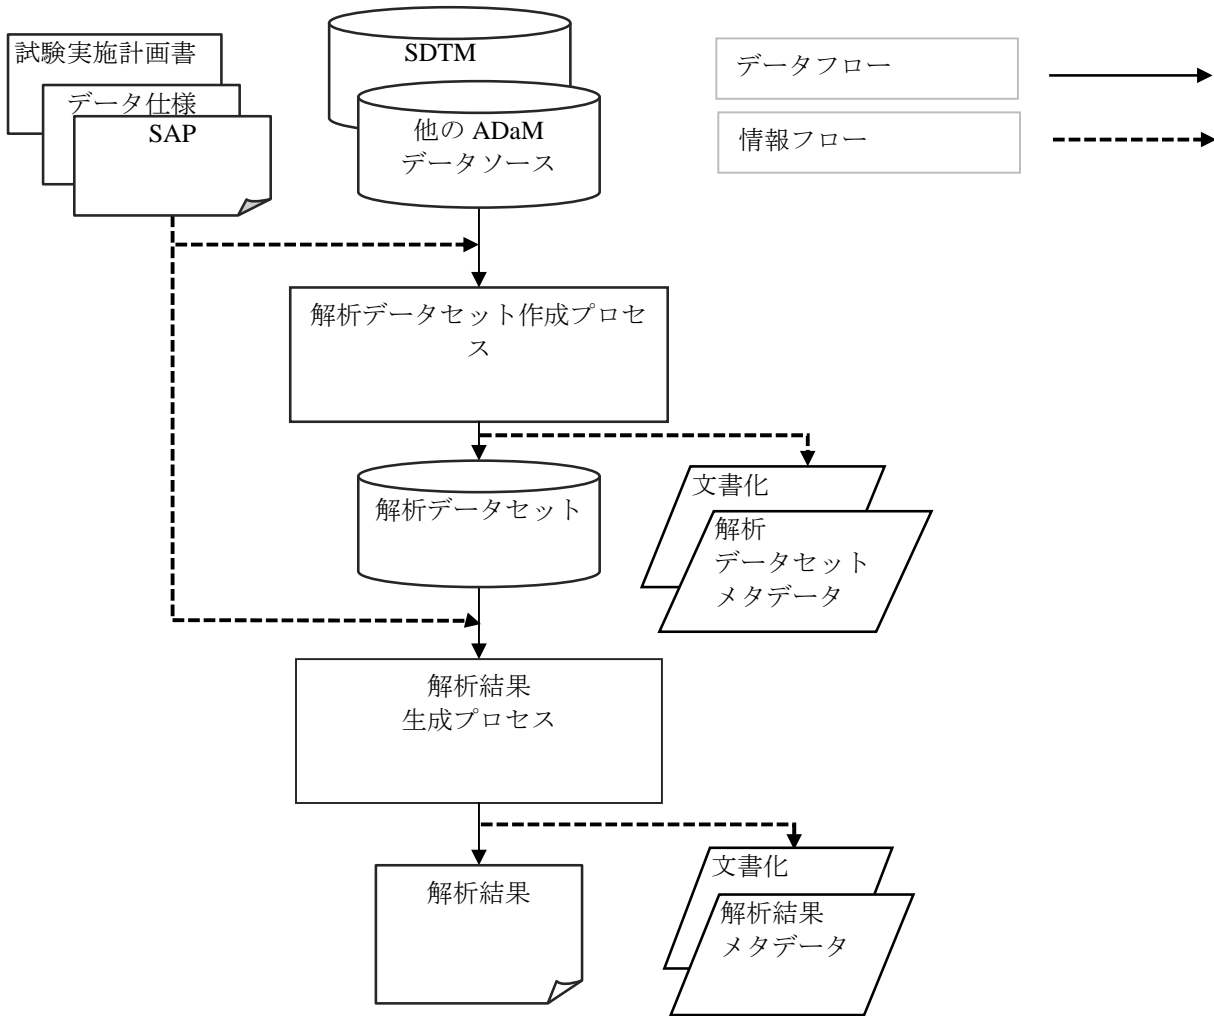 試験実施計画書
データ仕様
SAP
SDTM
他の ADaM
データソース
データフロー
情報フロー
解析データセット作成プロセ
ス
解析データセット
文書化
解析
データセット
メタデータ
解析結果
生成プロセス
解析結果
文書化
解析結果
メタデータ